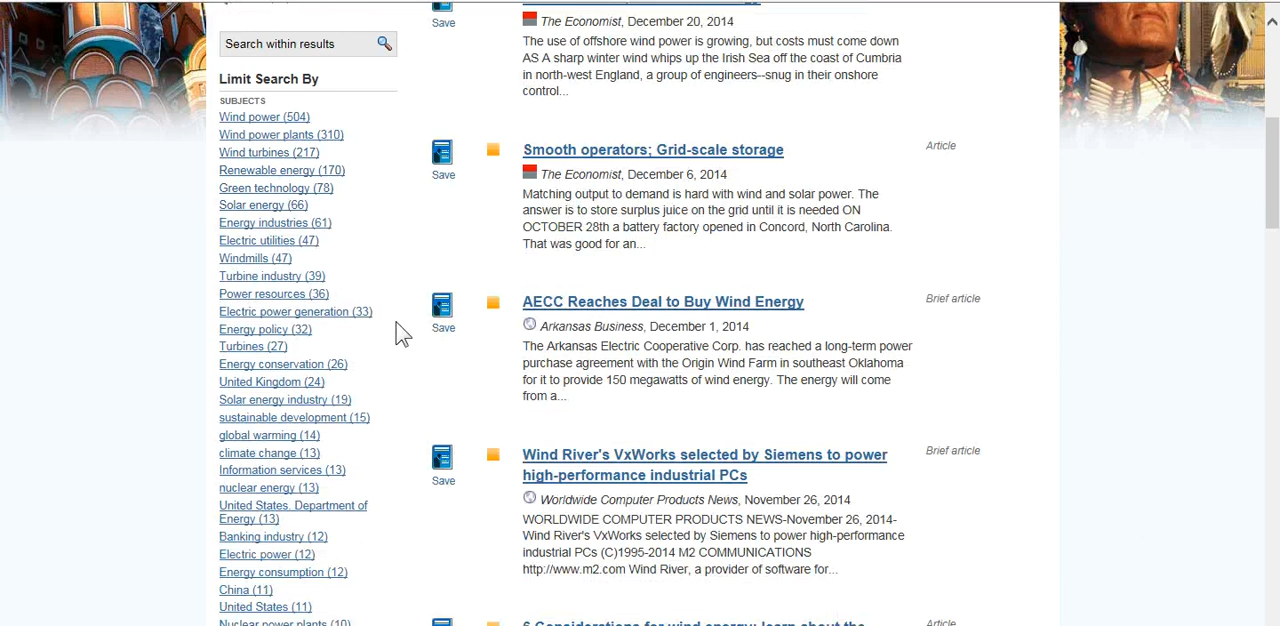 Search within results
Limit Search By
SUBJECTS
Wind power (504)
Wind power plants (310)
Wind turbines (217)
Renewable energy (170)
Green technology (78)
Solar energy (66)
Energy industries (61)
Electric utilities (47)
Windmills (47)
Turbine industry (39)
Power resources (36)
Electric power generation (33)
Energy policy (32)
Turbines (27)
Energy conservation (26)
United Kingdom (24)
Solar energy industry (19)
sustainable development (15)
global warming (14)
climate change (13)
Information services (13)
nuclear energy (13)
United States. Department of
Energy (13)
Banking industry (12)
Electric power (12)
Energy consumption (12)
China (11)
United States (11)
Nuclear power plants (10)
Save
The Economist, December 20, 2014
The use of offshore wind power is growing, but costs must come down
AS A sharp winter wind whips up the Irish Sea off the coast of Cumbria
in north-west England, a group of engineers--snug in their onshore
control...
Save
Smooth operators; Grid-scale storage
Article
The Economist, December 6, 2014
Matching output to demand is hard with wind and solar power. The
answer is to store surplus juice on the grid until it is needed ON
OCTOBER 28th a battery factory opened in Concord, North Carolina.
That was good for an...
Save
AECC Reaches Deal to Buy Wind Energy
Brief article
Arkansas Business, December 1, 2014
The Arkansas Electric Cooperative Corp. has reached a long-term power
purchase agreement with the Origin Wind Farm in southeast Oklahoma
for it to provide 150 megawatts of wind energy. The energy will come
from a...
Save
Wind River's VxWorks selected by Siemens to power
high-performance industrial PCs
Brief article
Worldwide Computer Products News, November 26, 2014
WORLDWIDE COMPUTER PRODUCTS NEWS-November 26, 2014-
Wind River's VxWorks selected by Siemens to power high-performance
industrial PCs (C)1995-2014 M2 COMMUNICATIONS
http://www.m2.com Wind River, a provider of software for...
6 Considerations for wind energy: learn about the
Article